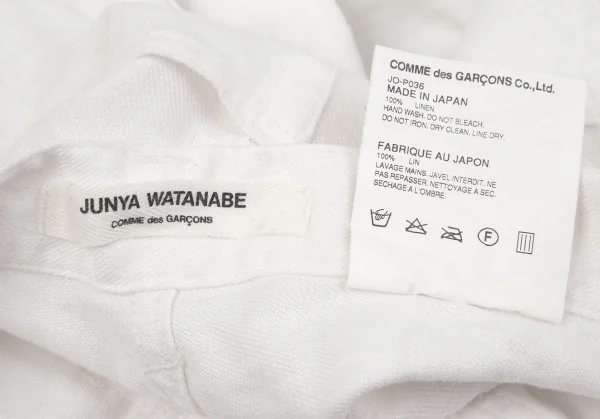 JUNYA WATANABE
COMME des GARÇONS
COMME des GARÇONS Co., Ltd.
JO-P036
MADE IN JAPAN
100% LINEN
HAND WASH. DO NOT BLEACH.
DO NOT IRON. DRY CLEAN. LINE DRY.
FABRIQUE AU JAPON
100% LIN
LAVAGE MAINS. JAVEL INTERDIT. NE
PAS REPASSER. NETTOYAGE A SEC.
SECHAGE A L'OMBRE.
F